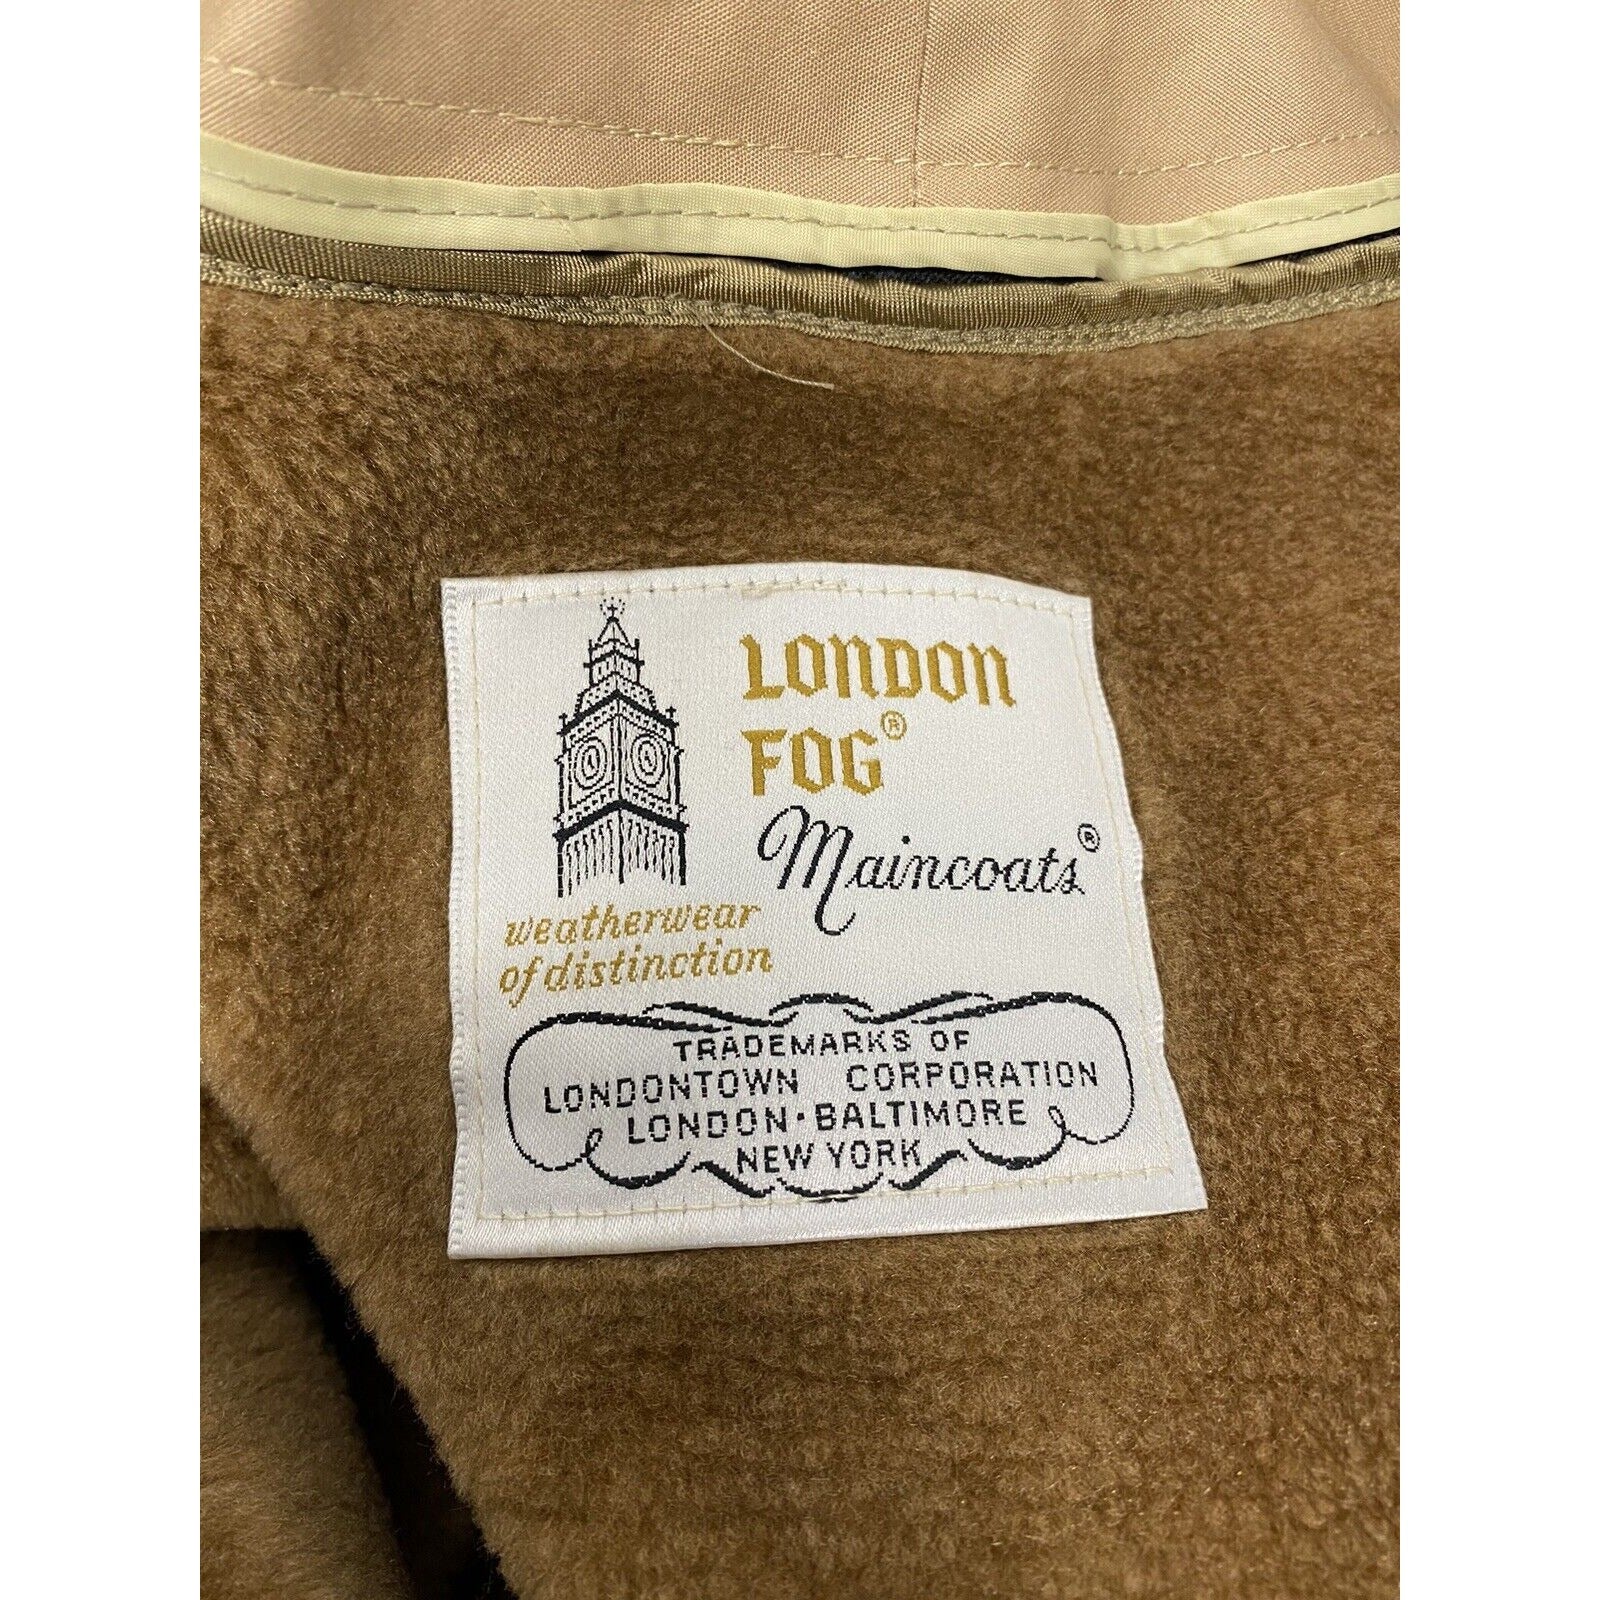 LONDON
FOG®
Maincoats®
weatherwear
of distinction
TRADEMARKS OF
LONDONTOWN CORPORATION
LONDON·BALTIMORE
NEW YORK